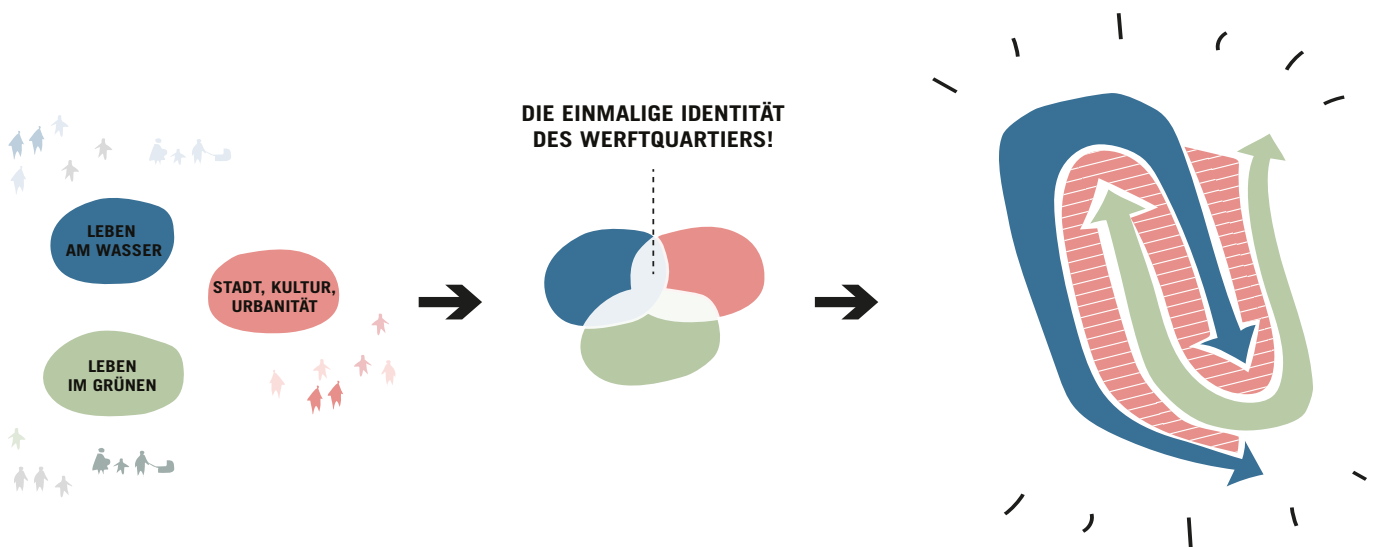 DIE EINMALIGE IDENTITÄT
DES WERFTQUARTIERS!
LEBEN
AM WASSER
STADT, KULTUR,
URBANITÄT
LEBEN
IM GRÜNEN